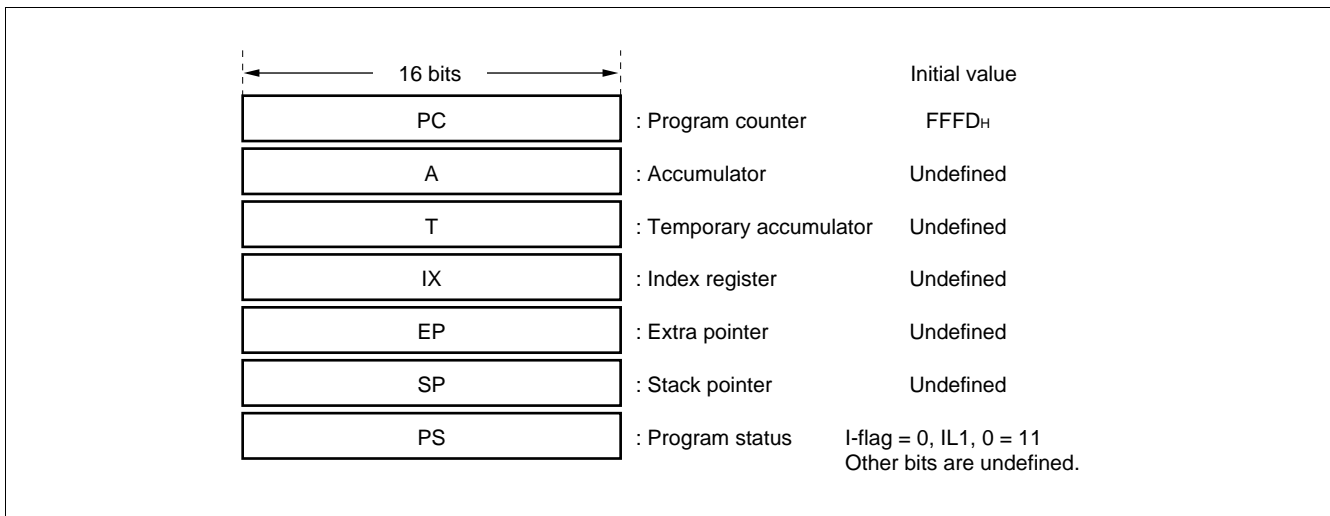 16 bits Initial value
PC : Program counter FFFDH
A : Accumulator Undefined
T : Temporary accumulator Undefined
IX : Index register Undefined
EP : Extra pointer Undefined
SP : Stack pointer Undefined
PS : Program status I-flag = 0, IL1, 0 = 11
Other bits are undefined.